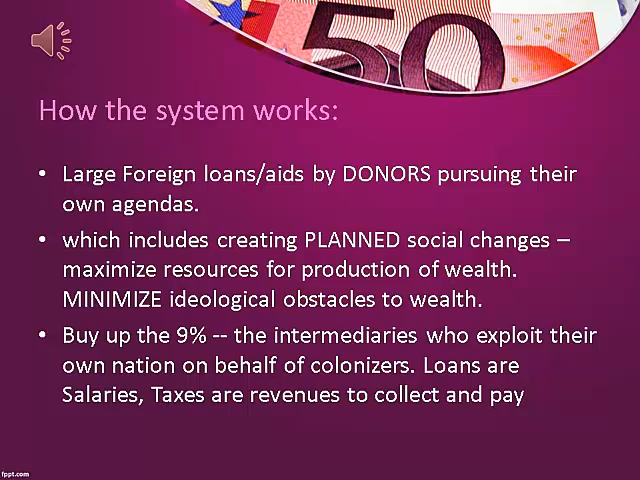 50
How the system works:
• Large Foreign loans/aids by DONORS pursuing their
own agendas.
• which includes creating PLANNED social changes –
maximize resources for production of wealth.
MINIMIZE ideological obstacles to wealth.
• Buy up the 9% -- the intermediaries who exploit their
own nation on behalf of colonizers. Loans are
Salaries, Taxes are revenues to collect and pay
fppt.com